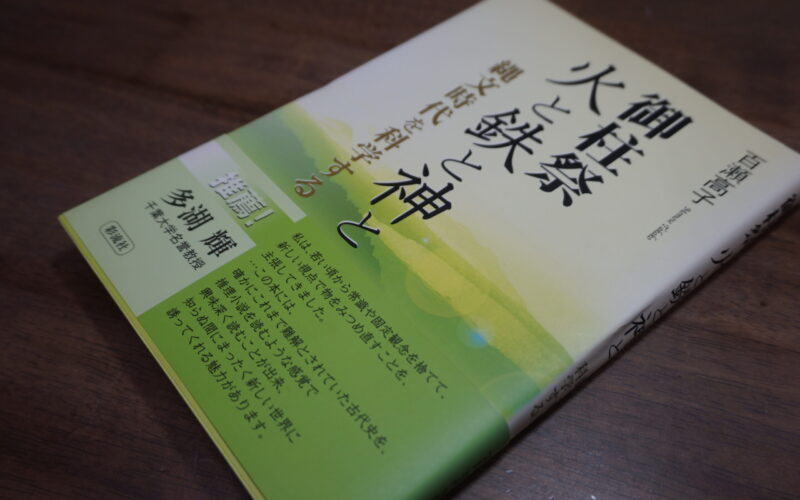 百瀬高子
御柱祭
火と鉄と神と
縄文時代を科学する
推薦!
多湖 輝
千葉大学名誉教授
私は、若い頃から常識や固定観念を捨てて、
新しい視点で物をみつめ直すことを、
主張してきました。
…この本には、
確かにこれまで難解とされていた古代史を、
推理小説を読むような感覚で
興味深く読むことが出来、
知らぬ間にまったく新しい世界に
誘ってくれる魅力があります。
彩流社